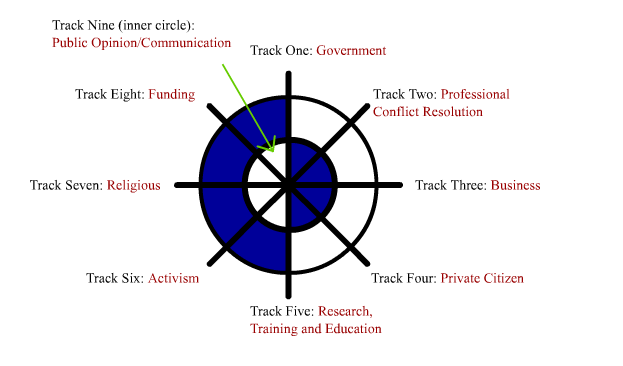 Track Nine (inner circle):
Public Opinion/Communication
Track One: Government
Track Eight: Funding
Track Two: Professional
Conflict Resolution
Track Seven: Religious
Track Three: Business
Track Six: Activism
Track Four: Private Citizen
Track Five: Research,
Training and Education